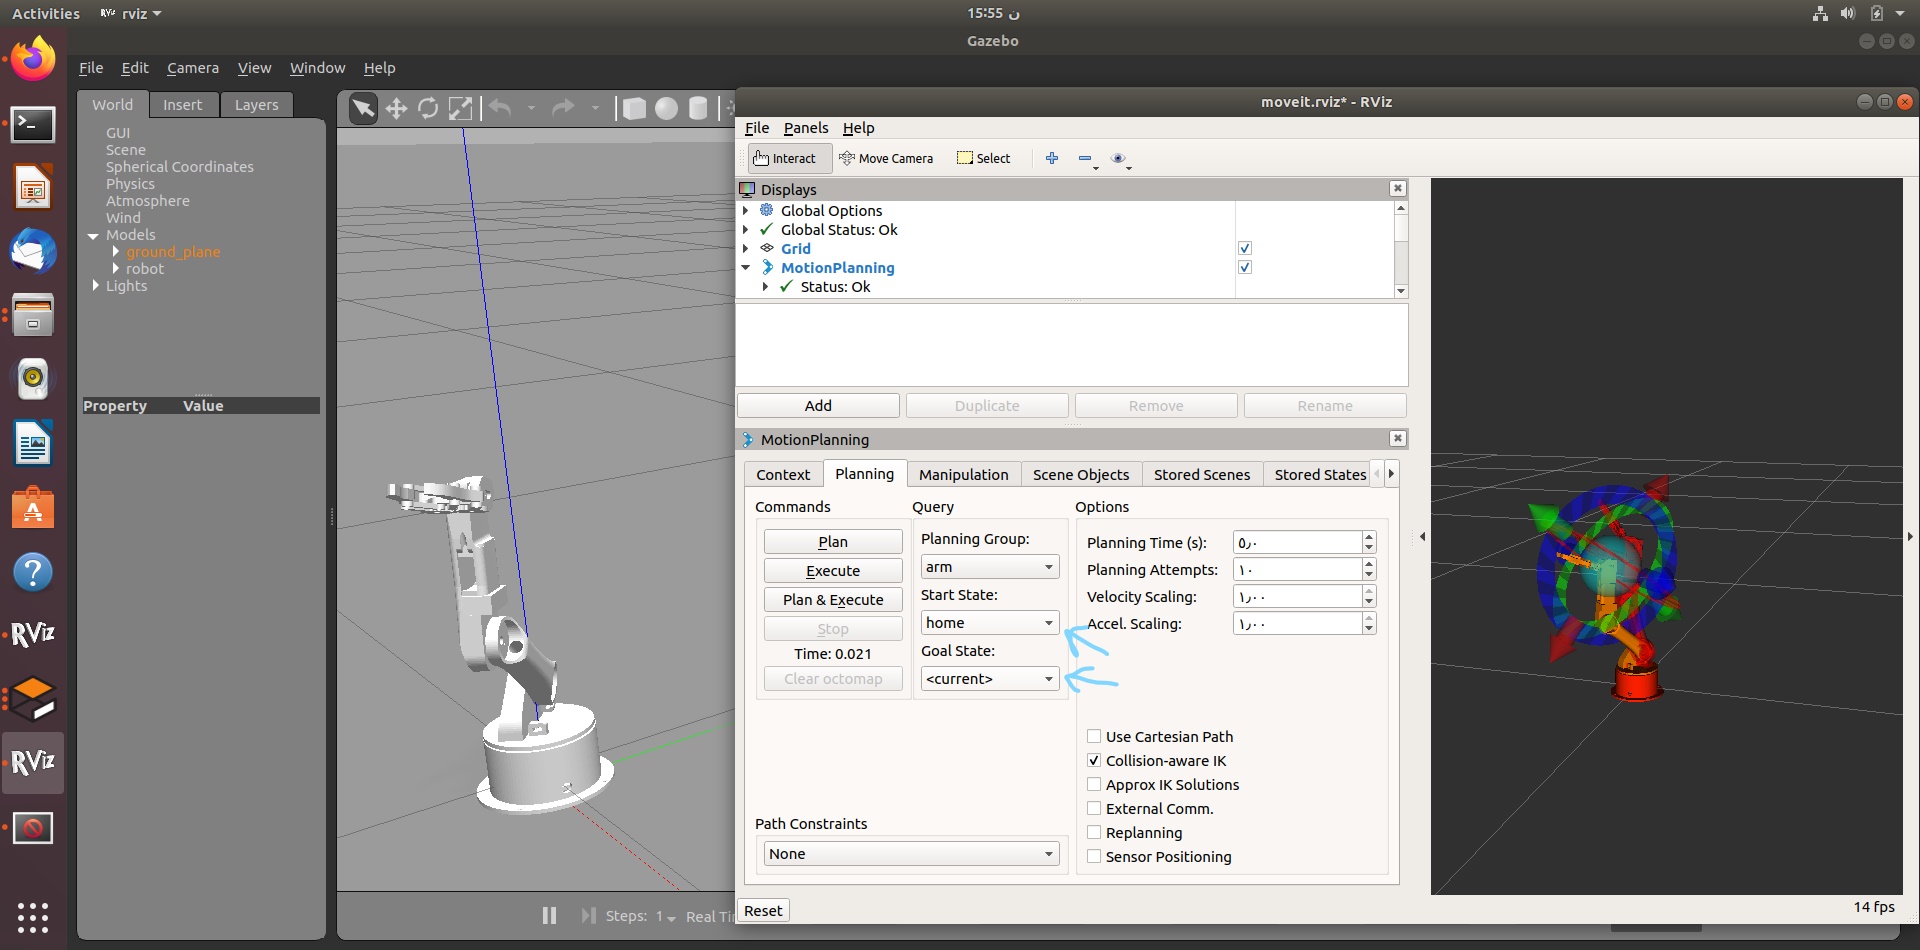 Activities
RViz rviz
15:55 ن
Gazebo
File Edit Camera View Window Help
World Insert Layers
GUI
Scene
Spherical Coordinates
Physics
Atmosphere
Wind
Models
ground_plane
robot
Lights
Property Value
Steps: 1
RViz
RViz
moveit.rviz* - RViz
File Panels Help
Interact Move Camera Select
Displays
Global Options
Global Status: Ok
Grid
MotionPlanning
Status: Ok
Add Duplicate Remove Rename
MotionPlanning
Context Planning Manipulation Scene Objects Stored Scenes Stored States
Commands
Plan
Execute
Plan & Execute
Stop
Time: 0.021
Clear octomap
Query
Planning Group:
arm
Start State:
home
Goal State:
<current>
Options
Planning Time (s): ٥٫٠
Planning Attempts: ١٠
Velocity Scaling: ١٫٠٠
Accel. Scaling: ١٫٠٠
Use Cartesian Path
Collision-aware IK
Approx IK Solutions
External Comm.
Replanning
Sensor Positioning
Path Constraints
None
Reset
14 fps